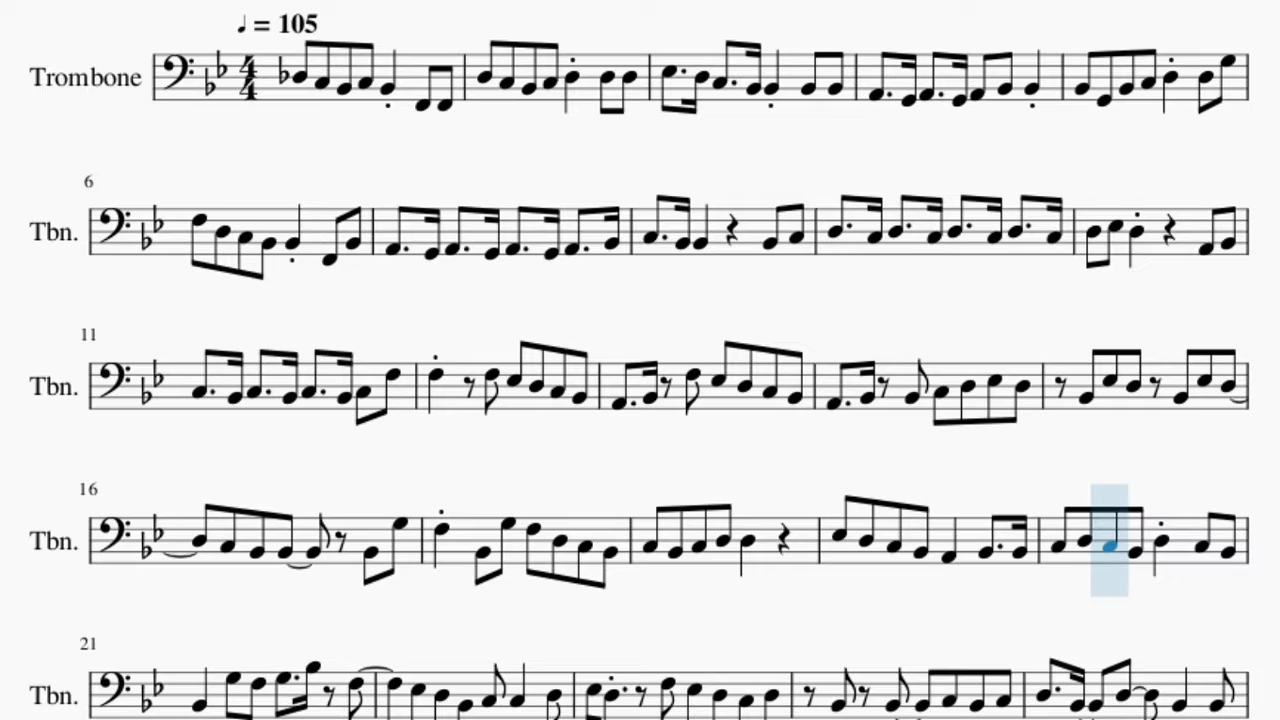 ♩ = 105
Trombone
4
4
6
Tbn.
11
Tbn.
16
Tbn.
21
Tbn.